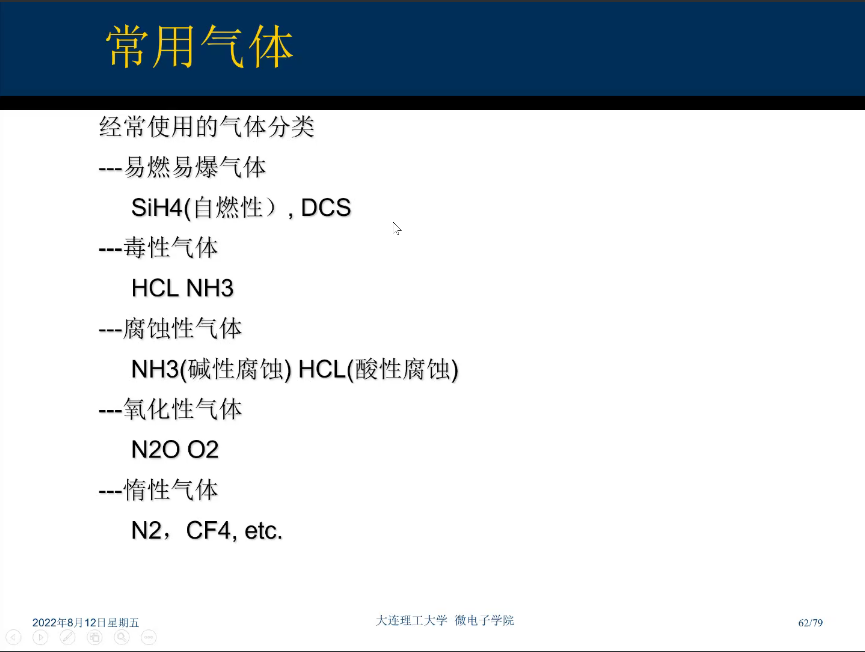 常用气体
经常使用的气体分类
---易燃易爆气体
SiH4(自燃性）, DCS
---毒性气体
HCL NH3
---腐蚀性气体
NH3(碱性腐蚀) HCL(酸性腐蚀)
---氧化性气体
N2O O2
---惰性气体
N2，CF4, etc.
2022年8月12日星期五
大连理工大学 微电子学院
62/79